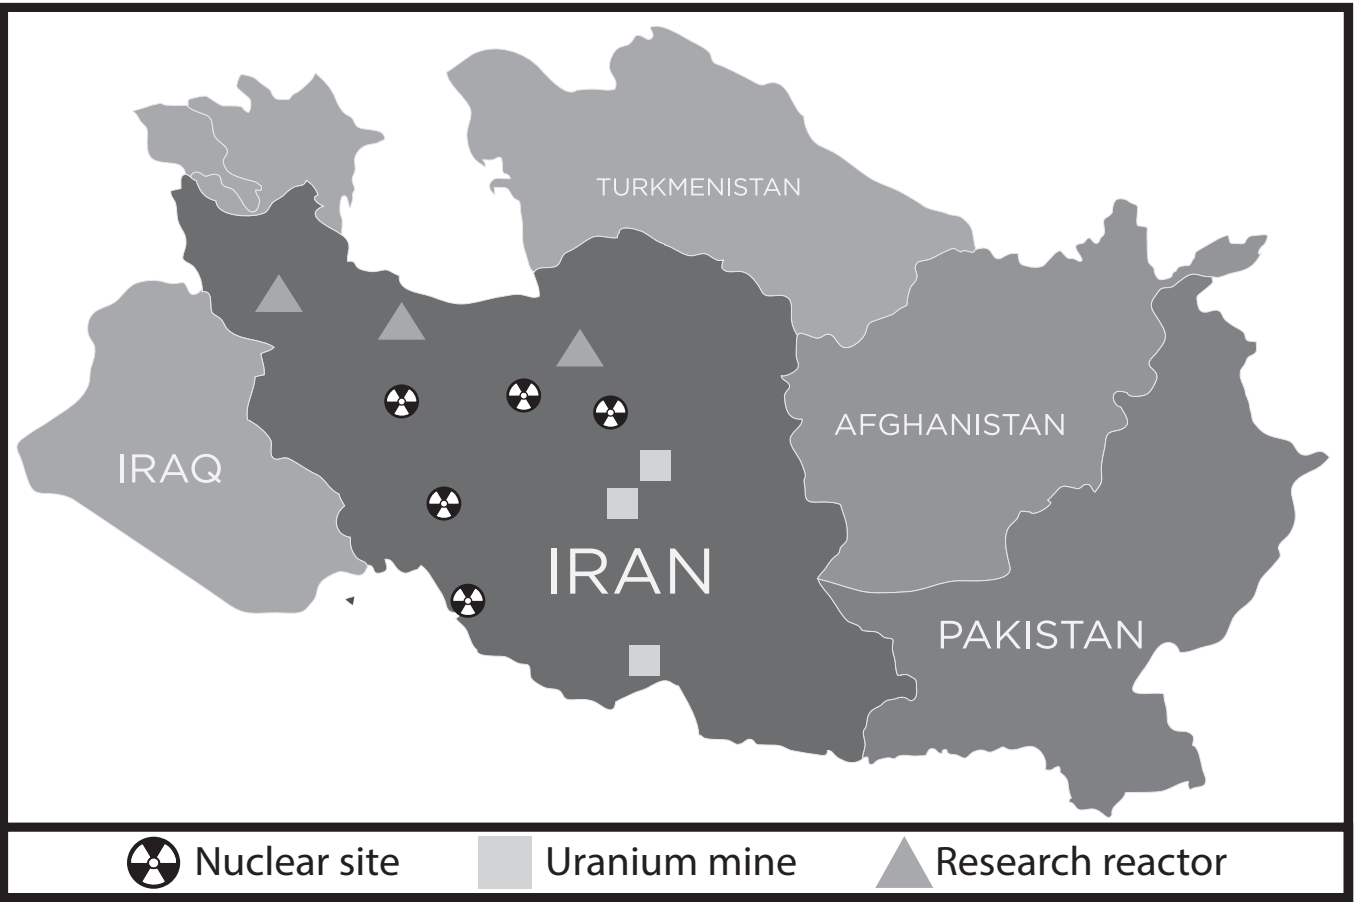 TURKMENISTAN
AFGHANISTAN
IRAQ
IRAN
PAKISTAN
Nuclear site
Uranium mine
Research reactor